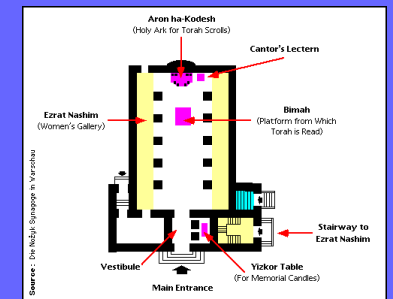 Aron ha-Kodesh
(Holy Ark for Torah Scrolls)
Cantor's Lectern
Ezrat Nashim
(Women's Gallery)
Bimah
(Platform from Which
Torah is Read)
Stairway to
Ezrat Nashim
Vestibule
Yizkor Table
(For Memorial Candles)
Main Entrance
Source: Die Nożyk Synagoge in Warschau